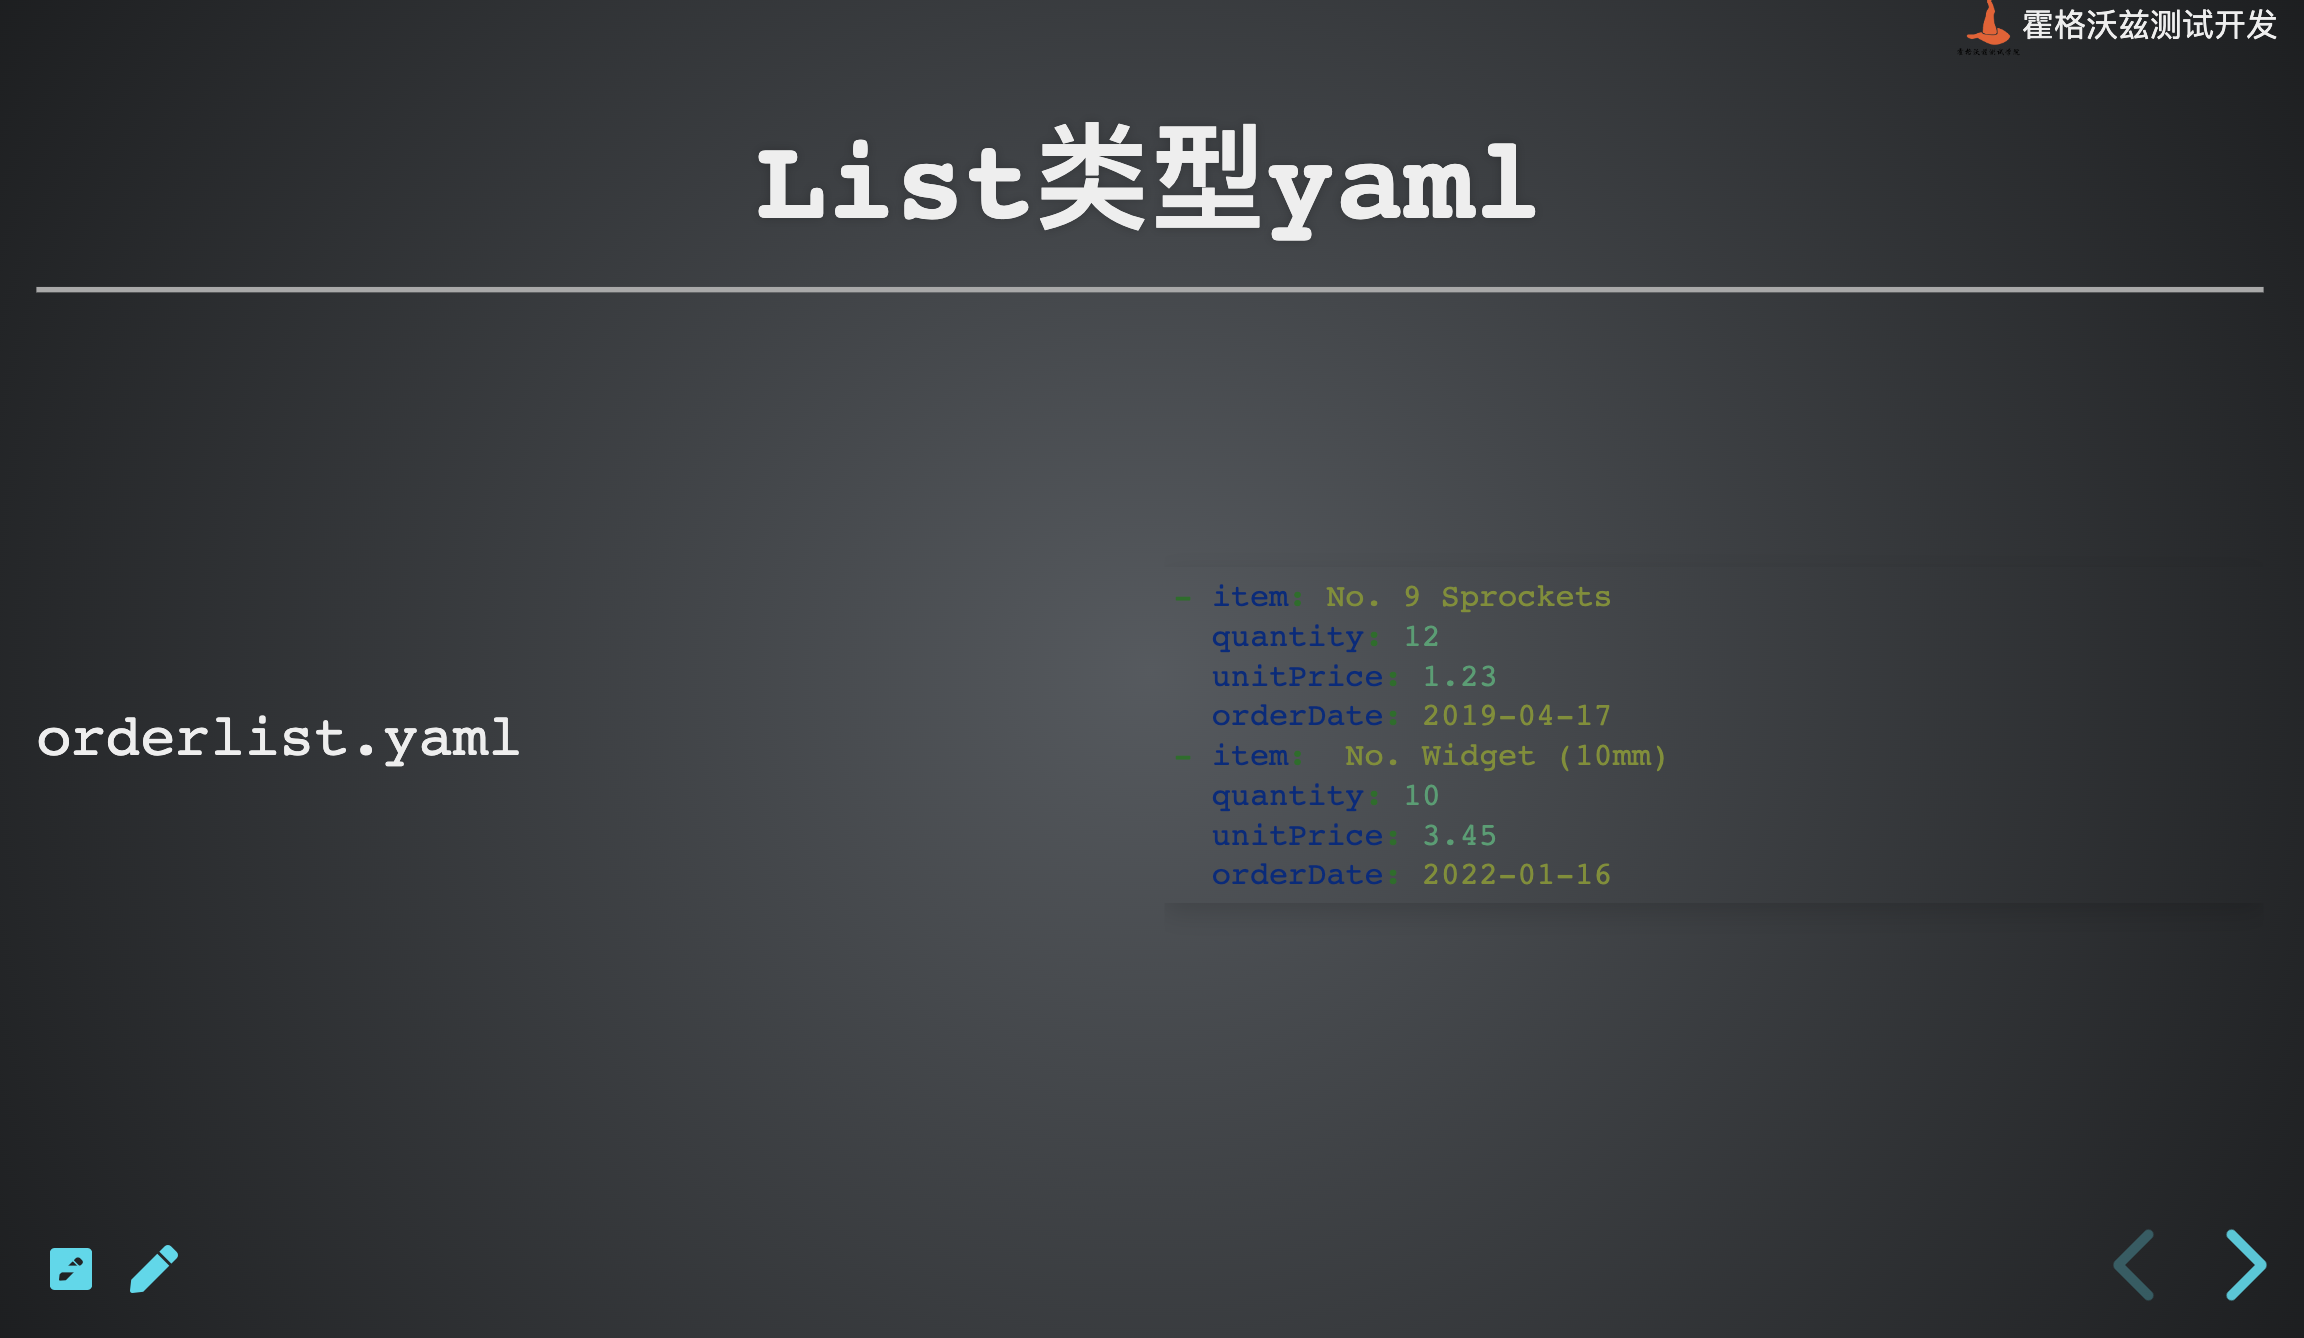 霍格沃兹测试开发
List类型yaml
orderlist.yaml
- item: No. 9 Sprockets
  quantity: 12
  unitPrice: 1.23
  orderDate: 2019-04-17
- item:  No. Widget (10mm)
  quantity: 10
  unitPrice: 3.45
  orderDate: 2022-01-16